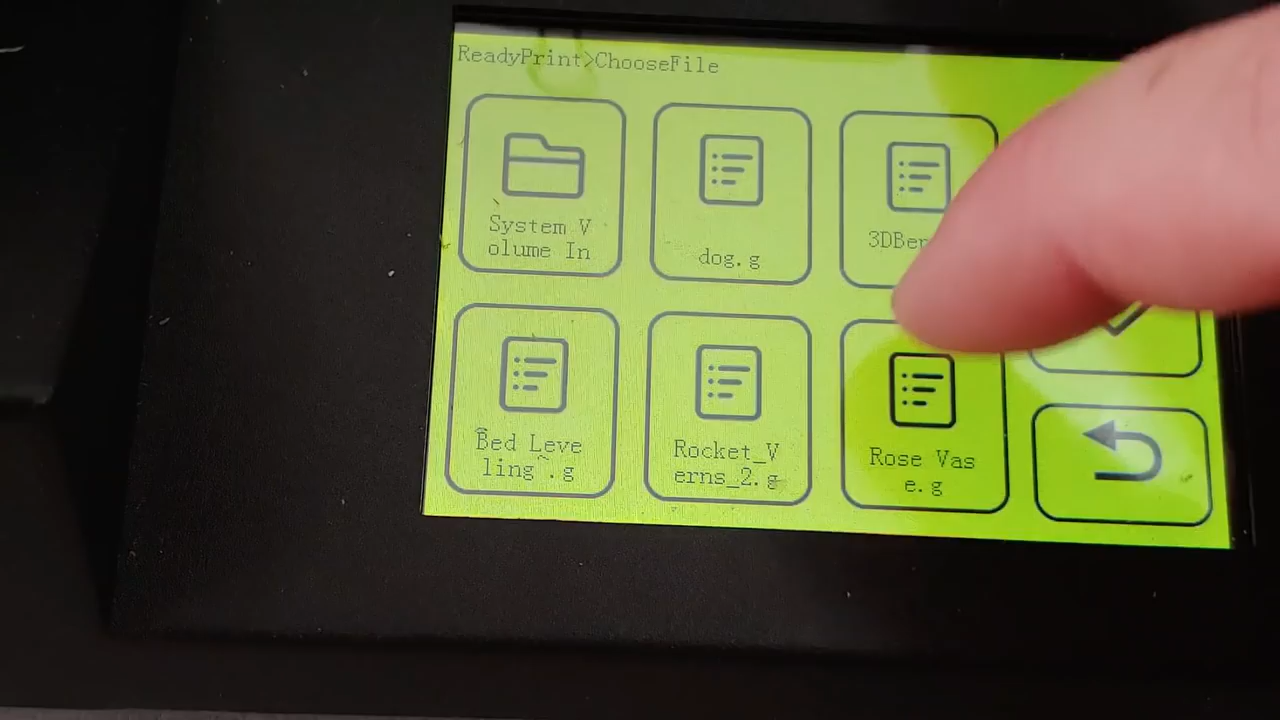 ReadyPrint>ChooseFile
System V
olume In
dog.g
3DBen
Bed Leve
ling~.g
Rocket_V
erns_2.g
Rose Vas
e.g